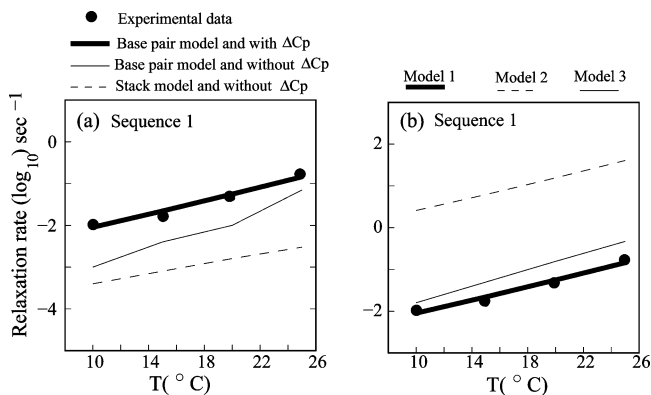 Experimental data
Base pair model and with ΔCp
Base pair model and without ΔCp
Stack model and without ΔCp
Model 1
Model 2
Model 3
(a) Sequence 1
Relaxation rate (log10) sec −1
0
−2
−4
10
14
18
22
26
T( ° C)
(b) Sequence 1
2
0
−2
10
14
18
22
26
T( ° C)